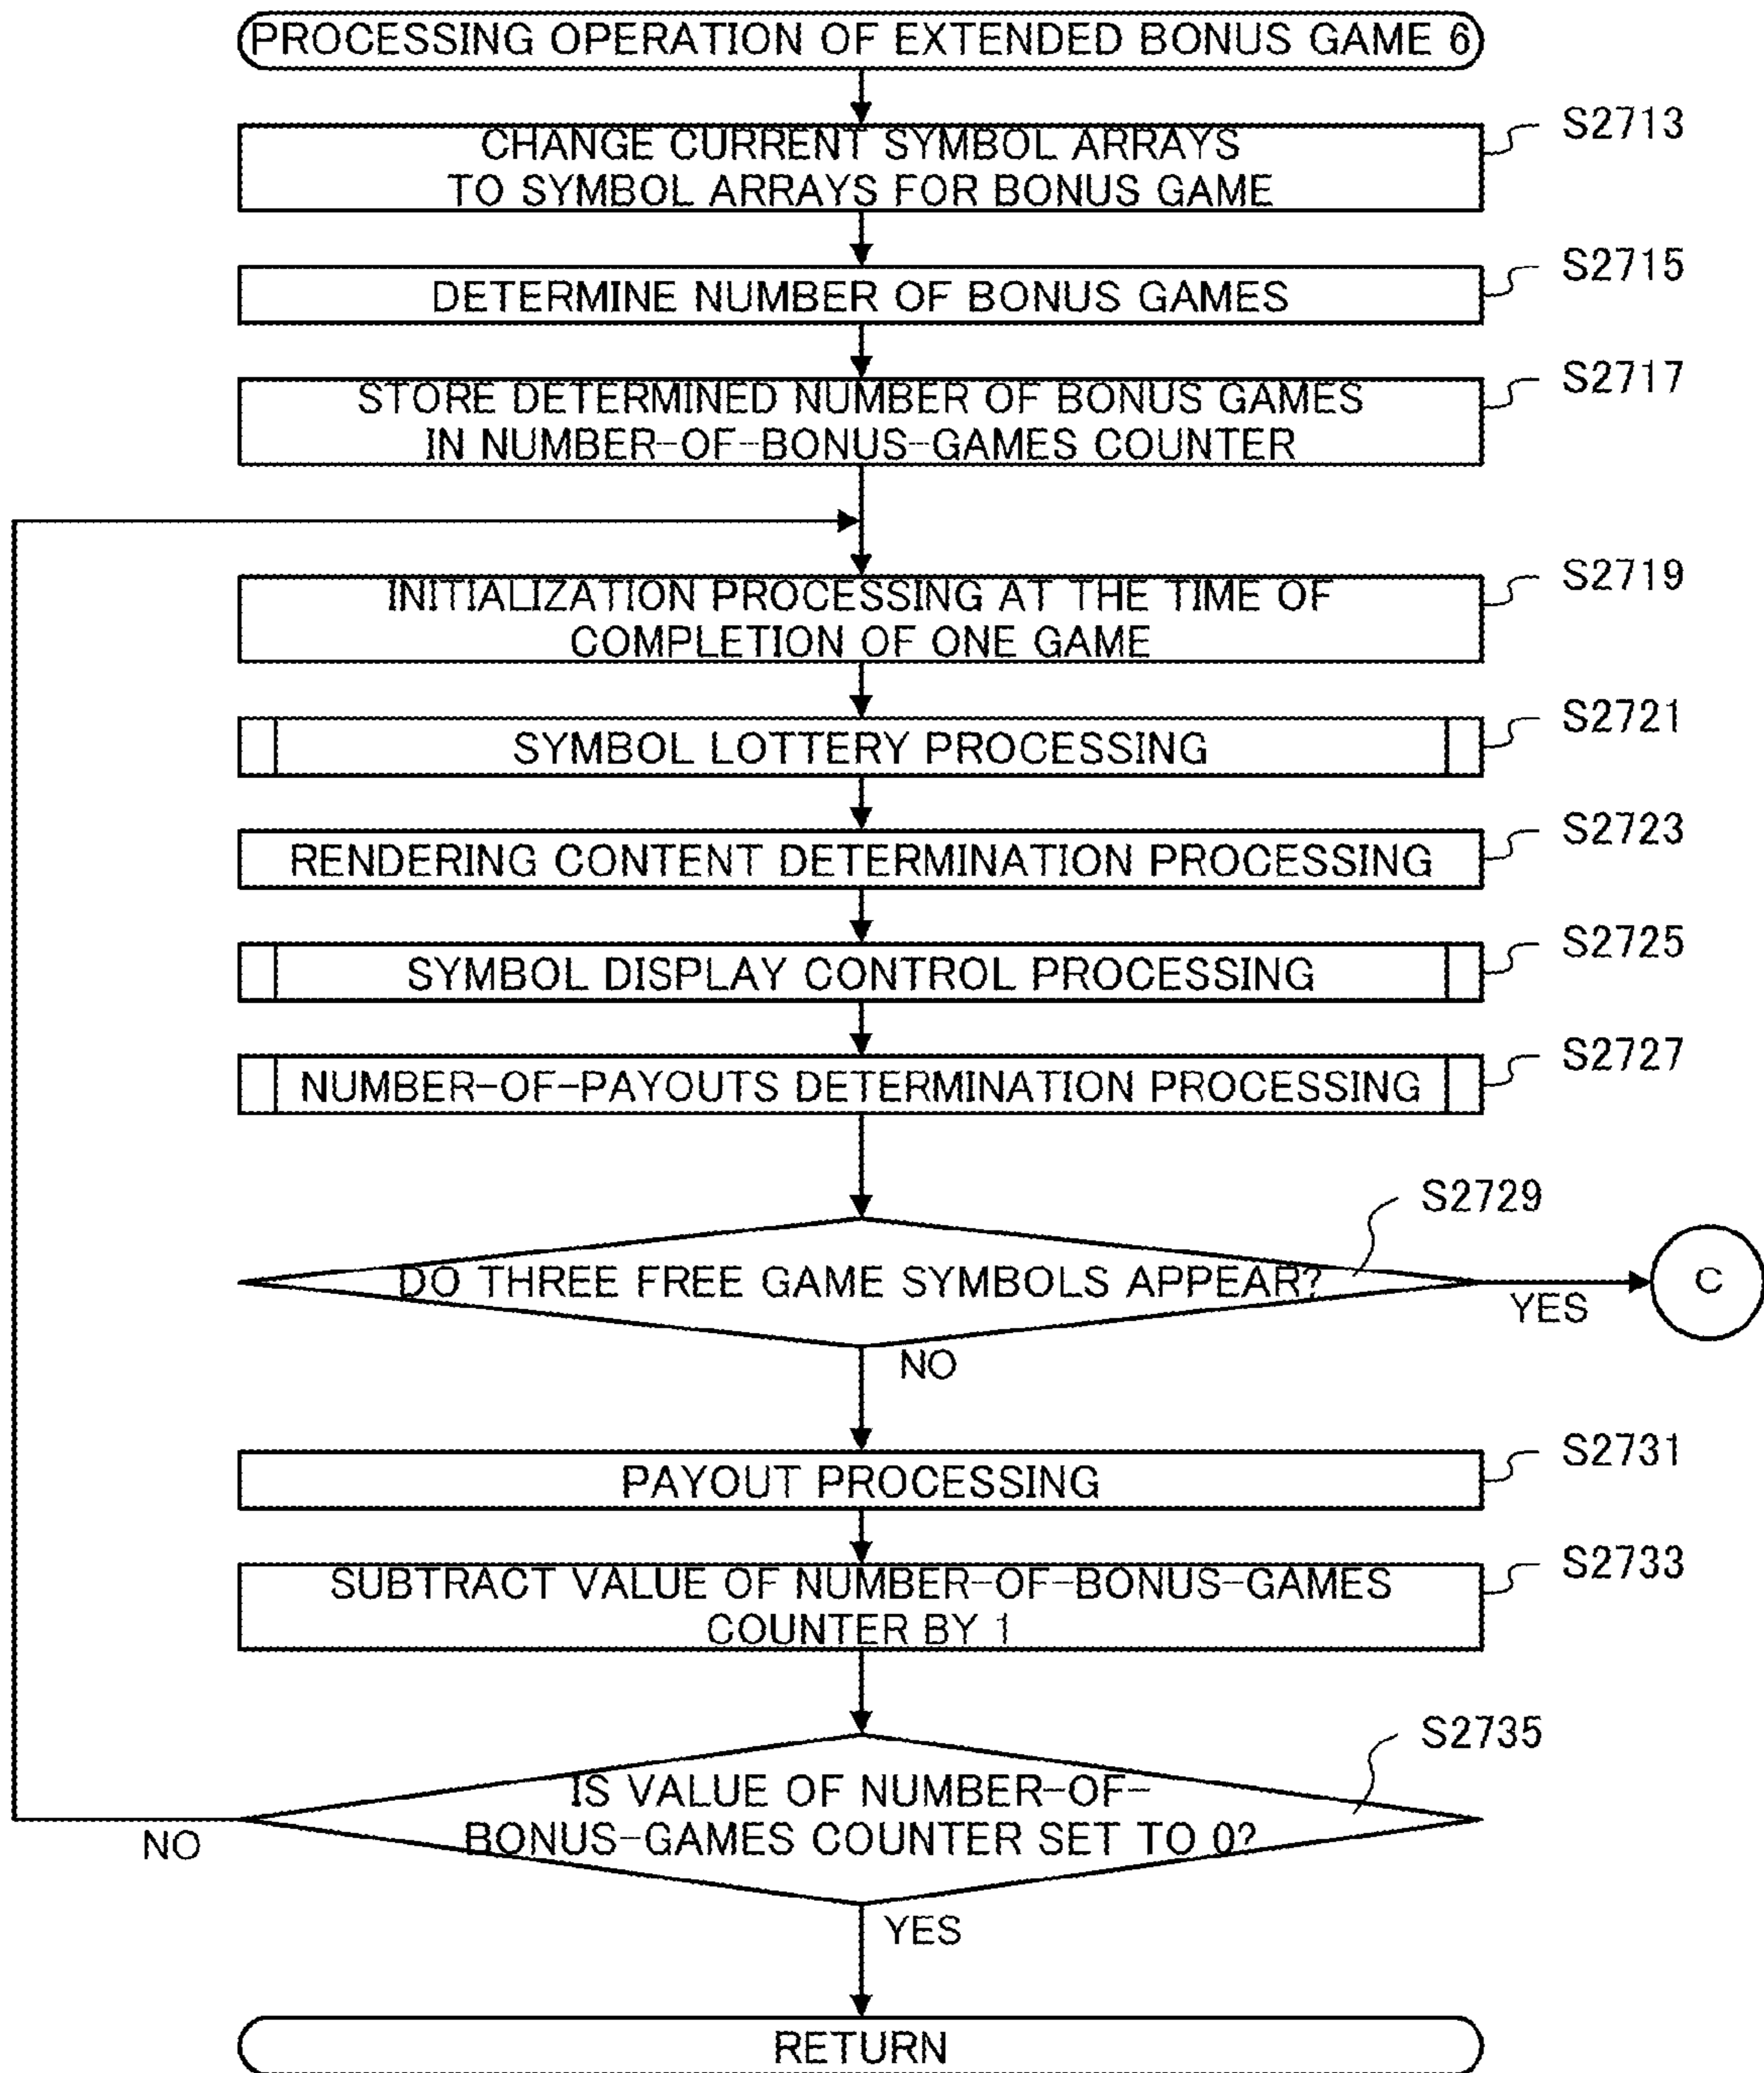 PROCESSING OPERATION OF EXTENDED BONUS GAME 6
CHANGE CURRENT SYMBOL ARRAYS
TO SYMBOL ARRAYS FOR BONUS GAME
S2713
DETERMINE NUMBER OF BONUS GAMES
S2715
STORE DETERMINED NUMBER OF BONUS GAMES
IN NUMBER-OF-BONUS-GAMES COUNTER
S2717
INITIALIZATION PROCESSING AT THE TIME OF
COMPLETION OF ONE GAME
S2719
SYMBOL LOTTERY PROCESSING
S2721
RENDERING CONTENT DETERMINATION PROCESSING
S2723
SYMBOL DISPLAY CONTROL PROCESSING
S2725
NUMBER-OF-PAYOUTS DETERMINATION PROCESSING
S2727
S2729
DO THREE FREE GAME SYMBOLS APPEAR?
YES
C
NO
PAYOUT PROCESSING
S2731
SUBTRACT VALUE OF NUMBER-OF-BONUS-GAMES
COUNTER BY 1
S2733
S2735
IS VALUE OF NUMBER-OF-
BONUS-GAMES COUNTER SET TO 0?
NO
YES
RETURN